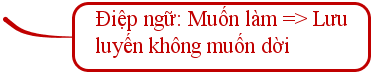 Điệp ngữ: Muốn làm => Lưu
luyến không muốn dời